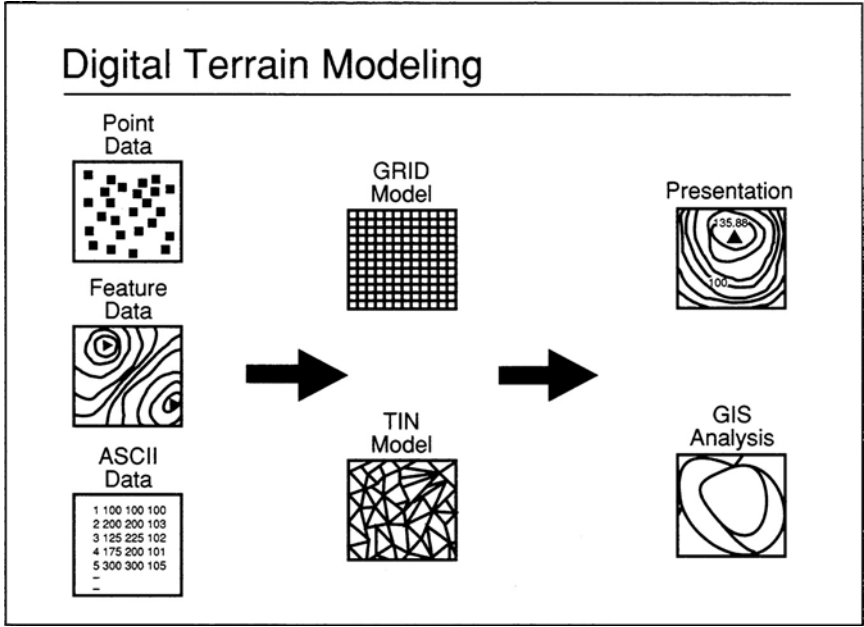 Digital Terrain Modeling
Point
Data
Feature
Data
ASCII
Data
1 100 100 100
2 200 200 103
3 125 225 102
4 175 200 101
5 300 300 105
–
–
GRID
Model
TIN
Model
Presentation
135.88
100
GIS
Analysis